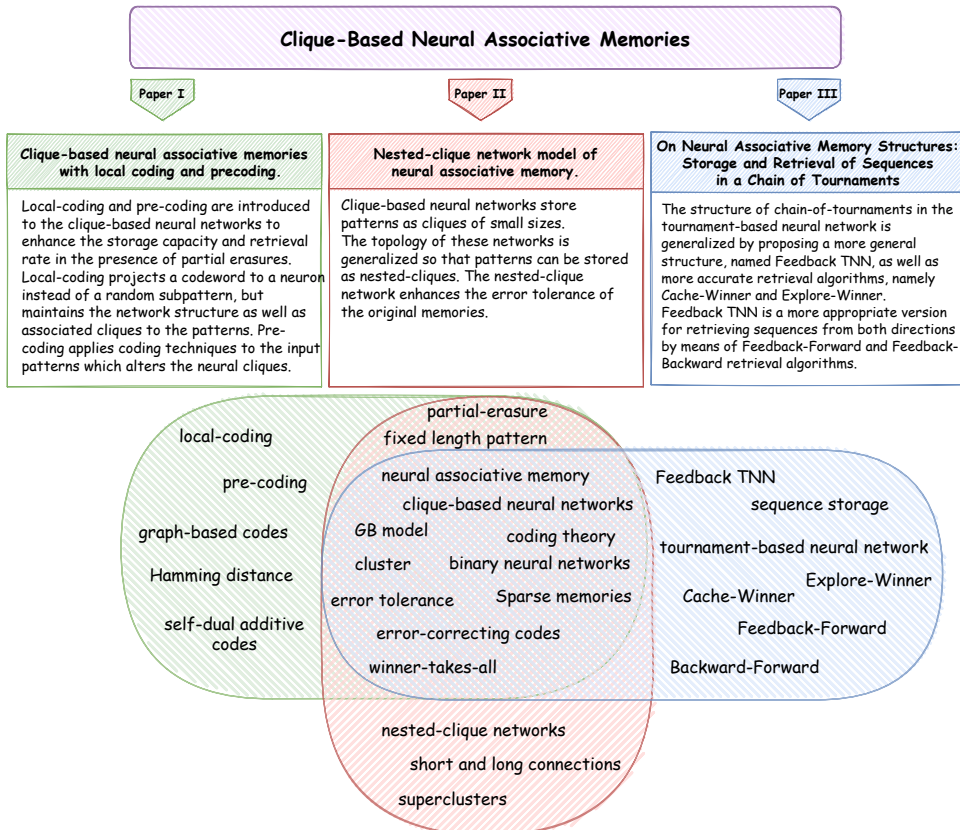 Clique-Based Neural Associative Memories
Paper I
Paper II
Paper III
Clique-based neural associative memories
with local coding and precoding.
Local-coding and pre-coding are introduced
to the clique-based neural networks to
enhance the storage capacity and retrieval
rate in the presence of partial erasures.
Local-coding projects a codeword to a neuron
instead of a random subpattern, but
maintains the network structure as well as
associated cliques to the patterns. Pre-
coding applies coding techniques to the input
patterns which alters the neural cliques.
Nested-clique network model of
neural associative memory.
Clique-based neural networks store
patterns as cliques of small sizes.
The topology of these networks is
generalized so that patterns can be stored
as nested-cliques. The nested-clique
network enhances the error tolerance of
the original memories.
On Neural Associative Memory Structures:
Storage and Retrieval of Sequences
in a Chain of Tournaments
The structure of chain-of-tournaments in the
tournament-based neural network is
generalized by proposing a more general
structure, named Feedback TNN, as well as
more accurate retrieval algorithms, namely
Cache-Winner and Explore-Winner.
Feedback TNN is a more appropriate version
for retrieving sequences from both directions
by means of Feedback-Forward and Feedback-
Backward retrieval algorithms.
local-coding
pre-coding
graph-based codes
Hamming distance
self-dual additive
codes
partial-erasure
fixed length pattern
neural associative memory
clique-based neural networks
GB model
coding theory
cluster
binary neural networks
error tolerance
Sparse memories
error-correcting codes
winner-takes-all
Feedback TNN
sequence storage
tournament-based neural network
Explore-Winner
Cache-Winner
Feedback-Forward
Backward-Forward
nested-clique networks
short and long connections
superclusters